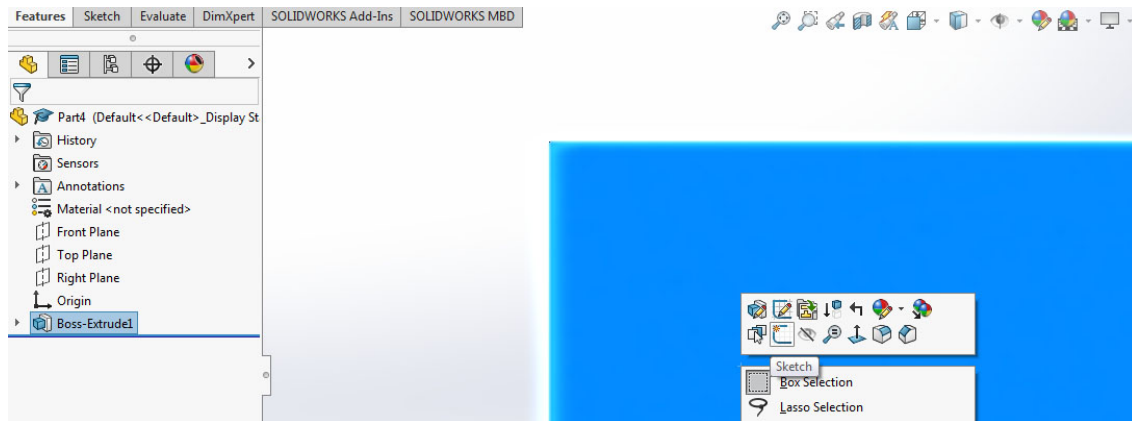 Features Sketch Evaluate DimXpert SOLIDWORKS Add-Ins SOLIDWORKS MBD
Part4 (Default<<Default>_Display St
History
Sensors
Annotations
Material <not specified>
Front Plane
Top Plane
Right Plane
Origin
Boss-Extrude1
Sketch
Box Selection
Lasso Selection